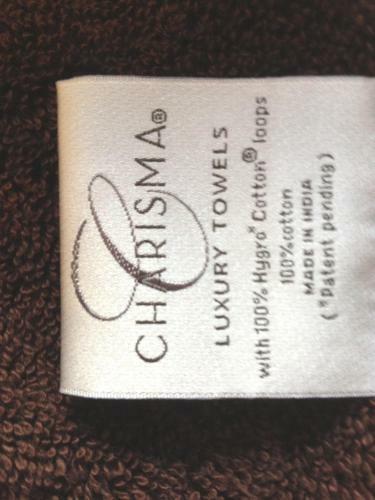 CHARISMA®
LUXURY TOWELS
with 100% Hygro* Cotton® loops
100% cotton
MADE IN INDIA
(*Patent pending)